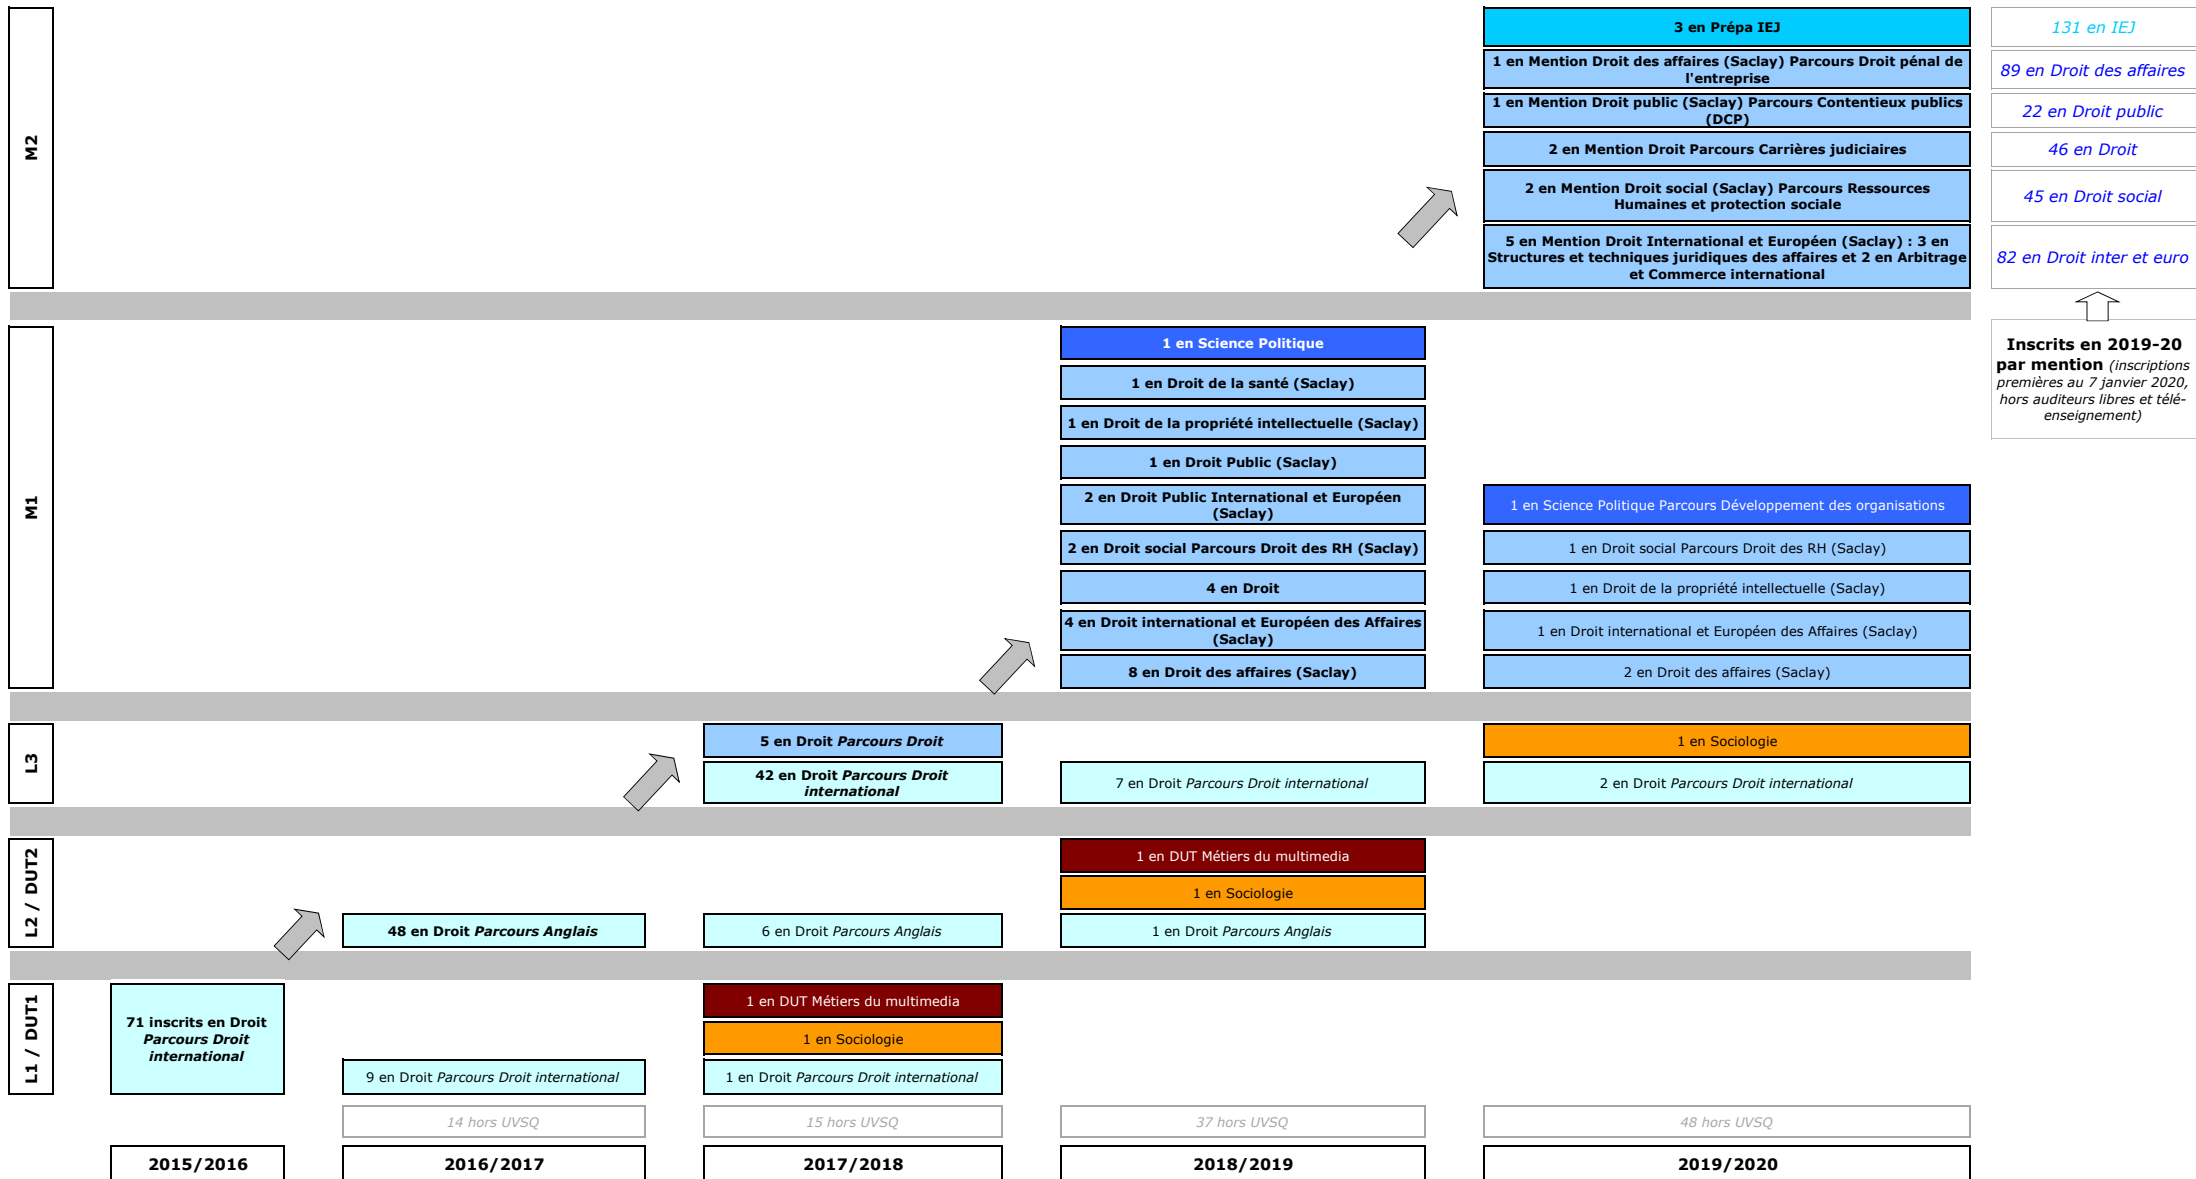 M2
3 en Prépa IEJ
131 en IEJ
1 en Mention Droit des affaires (Saclay) Parcours Droit pénal de
l'entreprise
89 en Droit des affaires
1 en Mention Droit public (Saclay) Parcours Contentieux publics
(DCP)
22 en Droit public
2 en Mention Droit Parcours Carrières judiciaires
46 en Droit
2 en Mention Droit social (Saclay) Parcours Ressources
Humaines et protection sociale
45 en Droit social
5 en Mention Droit International et Européen (Saclay) : 3 en
Structures et techniques juridiques des affaires et 2 en Arbitrage
et Commerce international
82 en Droit inter et euro
Inscrits en 2019-20
par mention (inscriptions
premières au 7 janvier 2020,
hors auditeurs libres et télé-
enseignement)
M1
1 en Science Politique
1 en Droit de la santé (Saclay)
1 en Droit de la propriété intellectuelle (Saclay)
1 en Droit Public (Saclay)
2 en Droit Public International et Européen
(Saclay)
1 en Science Politique Parcours Développement des organisations
2 en Droit social Parcours Droit des RH (Saclay)
1 en Droit social Parcours Droit des RH (Saclay)
4 en Droit
1 en Droit de la propriété intellectuelle (Saclay)
4 en Droit international et Européen des Affaires
(Saclay)
1 en Droit international et Européen des Affaires (Saclay)
8 en Droit des affaires (Saclay)
2 en Droit des affaires (Saclay)
L3
5 en Droit Parcours Droit
1 en Sociologie
42 en Droit Parcours Droit
international
7 en Droit Parcours Droit international
2 en Droit Parcours Droit international
L2 / DUT2
1 en DUT Métiers du multimedia
1 en Sociologie
48 en Droit Parcours Anglais
6 en Droit Parcours Anglais
1 en Droit Parcours Anglais
L1 / DUT1
71 inscrits en Droit
Parcours Droit
international
1 en DUT Métiers du multimedia
1 en Sociologie
9 en Droit Parcours Droit international
1 en Droit Parcours Droit international
14 hors UVSQ
15 hors UVSQ
37 hors UVSQ
48 hors UVSQ
2015/2016
2016/2017
2017/2018
2018/2019
2019/2020